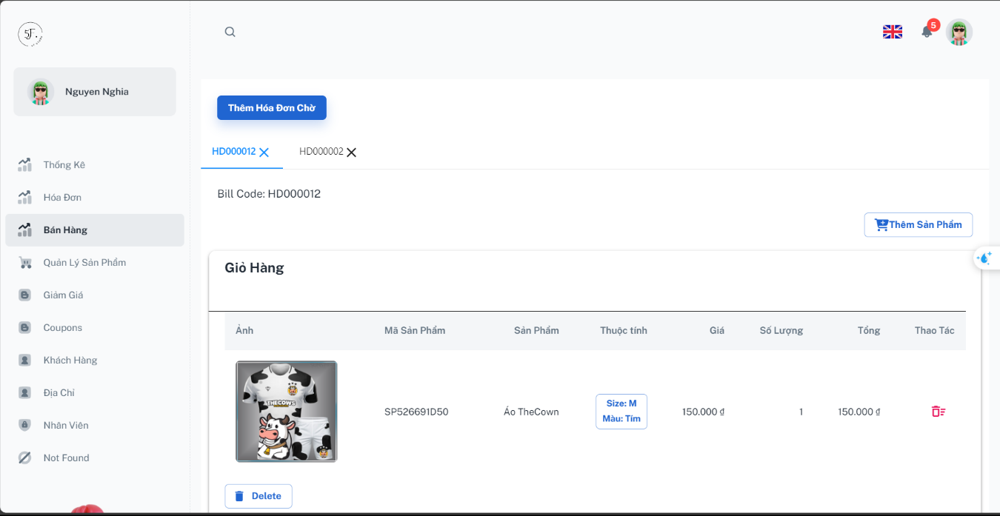 5F.
5
Nguyen Nghia
Thống Kê
Hóa Đơn
Bán Hàng
Quản Lý Sản Phẩm
Giảm Giá
Coupons
Khách Hàng
Địa Chỉ
Nhân Viên
Not Found
Thêm Hóa Đơn Chờ
HD000012
HD000002
Bill Code: HD000012
Thêm Sản Phẩm
Giỏ Hàng
Ảnh Mã Sản Phẩm Sản Phẩm Thuộc tính Giá Số Lượng Tổng Thao Tác
THECOWS
SP526691D50 Áo TheCown Size: M
Màu: Tím
150.000 ₫ 1 150.000 ₫
Delete